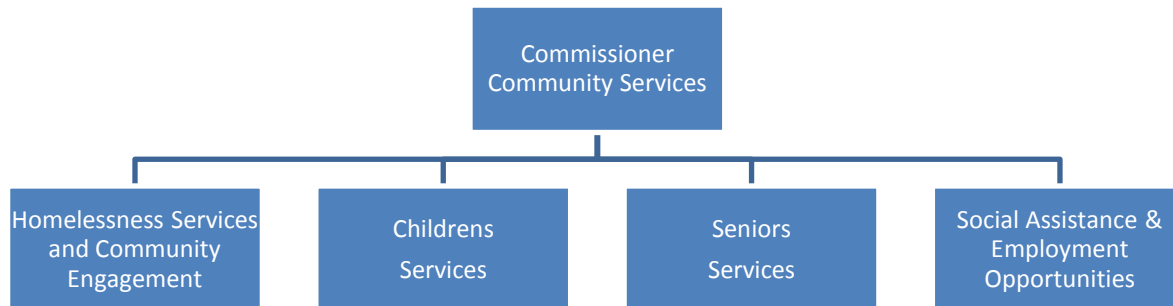 Commissioner
Community Services
Homelessness Services
and Community
Engagement
Childrens
Services
Seniors
Services
Social Assistance &
Employment
Opportunities